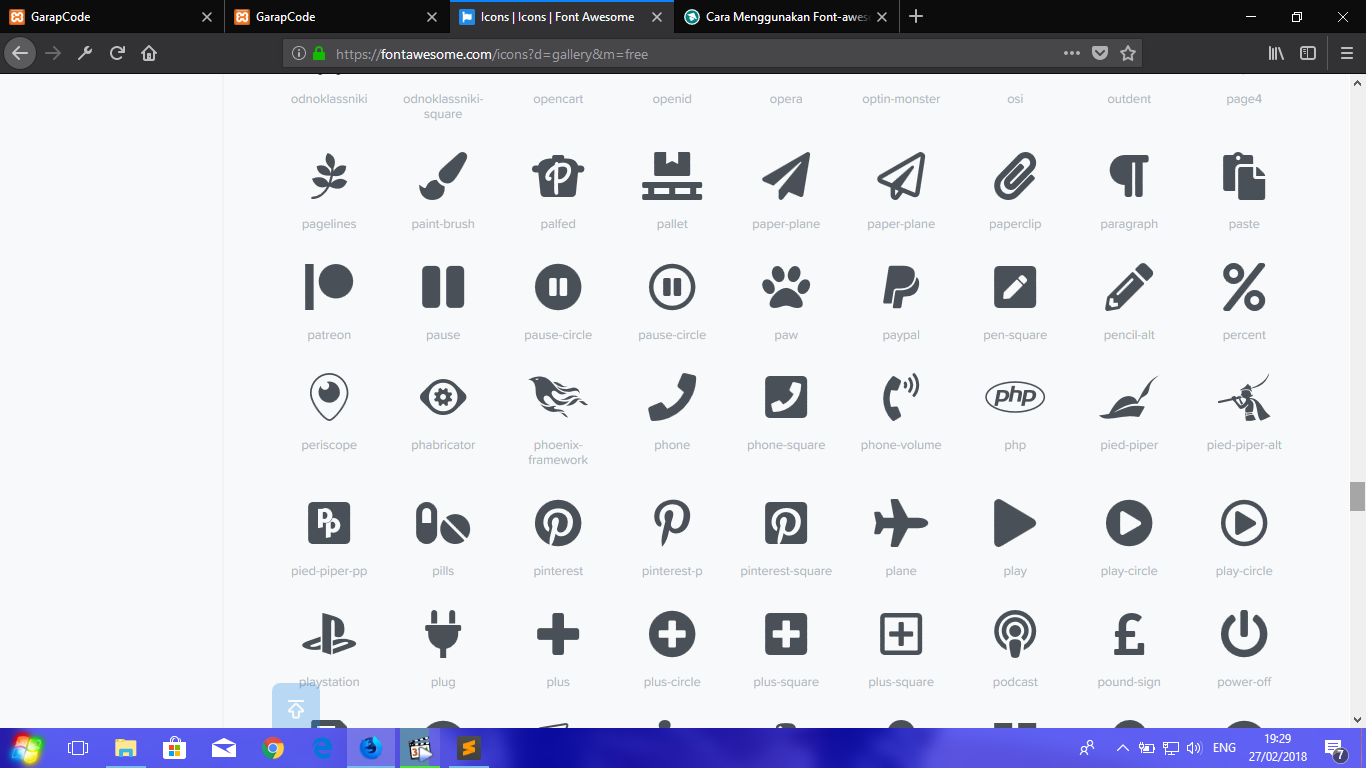 GarapCode
GarapCode
Icons | Icons | Font Awesome
Cara Menggunakan Font-awes
https://fontawesome.com/icons?d=gallery&m=free
odnoklassniki
odnoklassniki-
square
opencart
openid
opera
optin-monster
osi
outdent
page4
pagelines
paint-brush
palfed
pallet
paper-plane
paper-plane
paperclip
paragraph
paste
patreon
pause
pause-circle
pause-circle
paw
paypal
pen-square
pencil-alt
percent
php
periscope
phabricator
phoenix-
framework
phone
phone-square
phone-volume
php
pied-piper
pied-piper-alt
pied-piper-pp
pills
pinterest
pinterest-p
pinterest-square
plane
play
play-circle
play-circle
playstation
plug
plus
plus-circle
plus-square
plus-square
podcast
pound-sign
power-off
ENG
19:29
27/02/2018
7